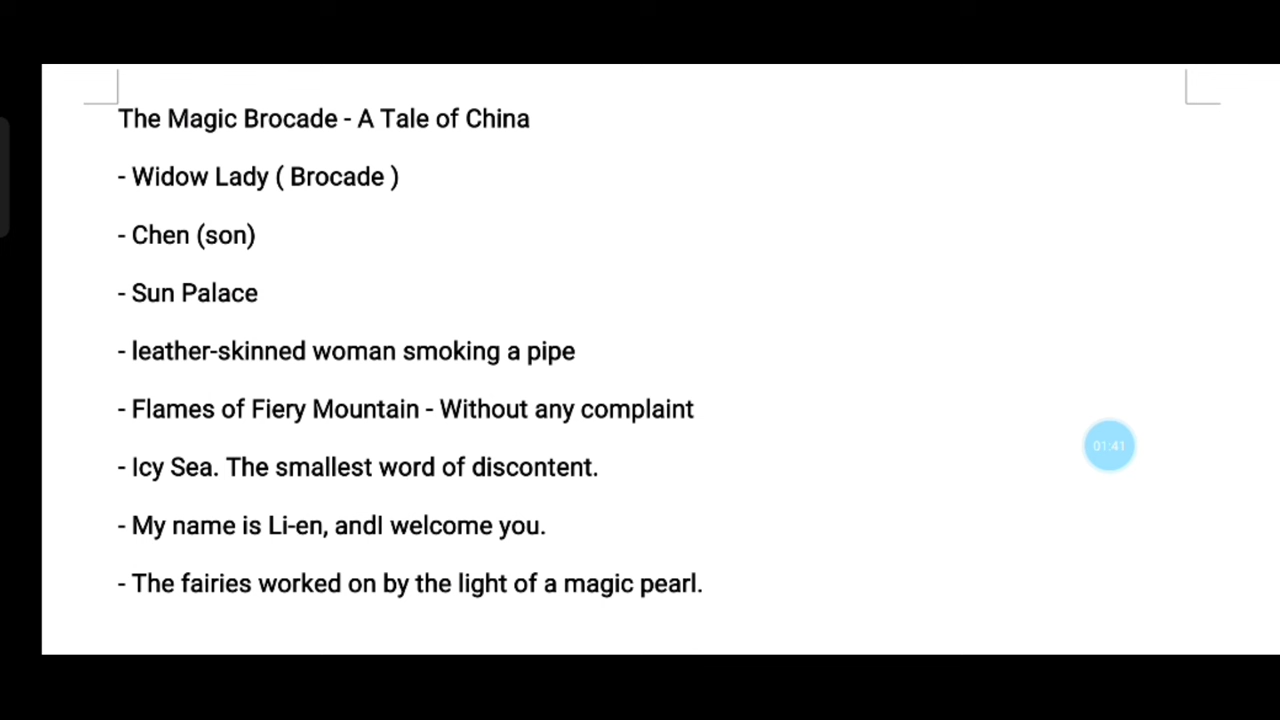 The Magic Brocade - A Tale of China
- Widow Lady ( Brocade )
- Chen (son)
- Sun Palace
- leather-skinned woman smoking a pipe
- Flames of Fiery Mountain - Without any complaint
- Icy Sea. The smallest word of discontent.
01:41
- My name is Li-en, andI welcome you.
- The fairies worked on by the light of a magic pearl.